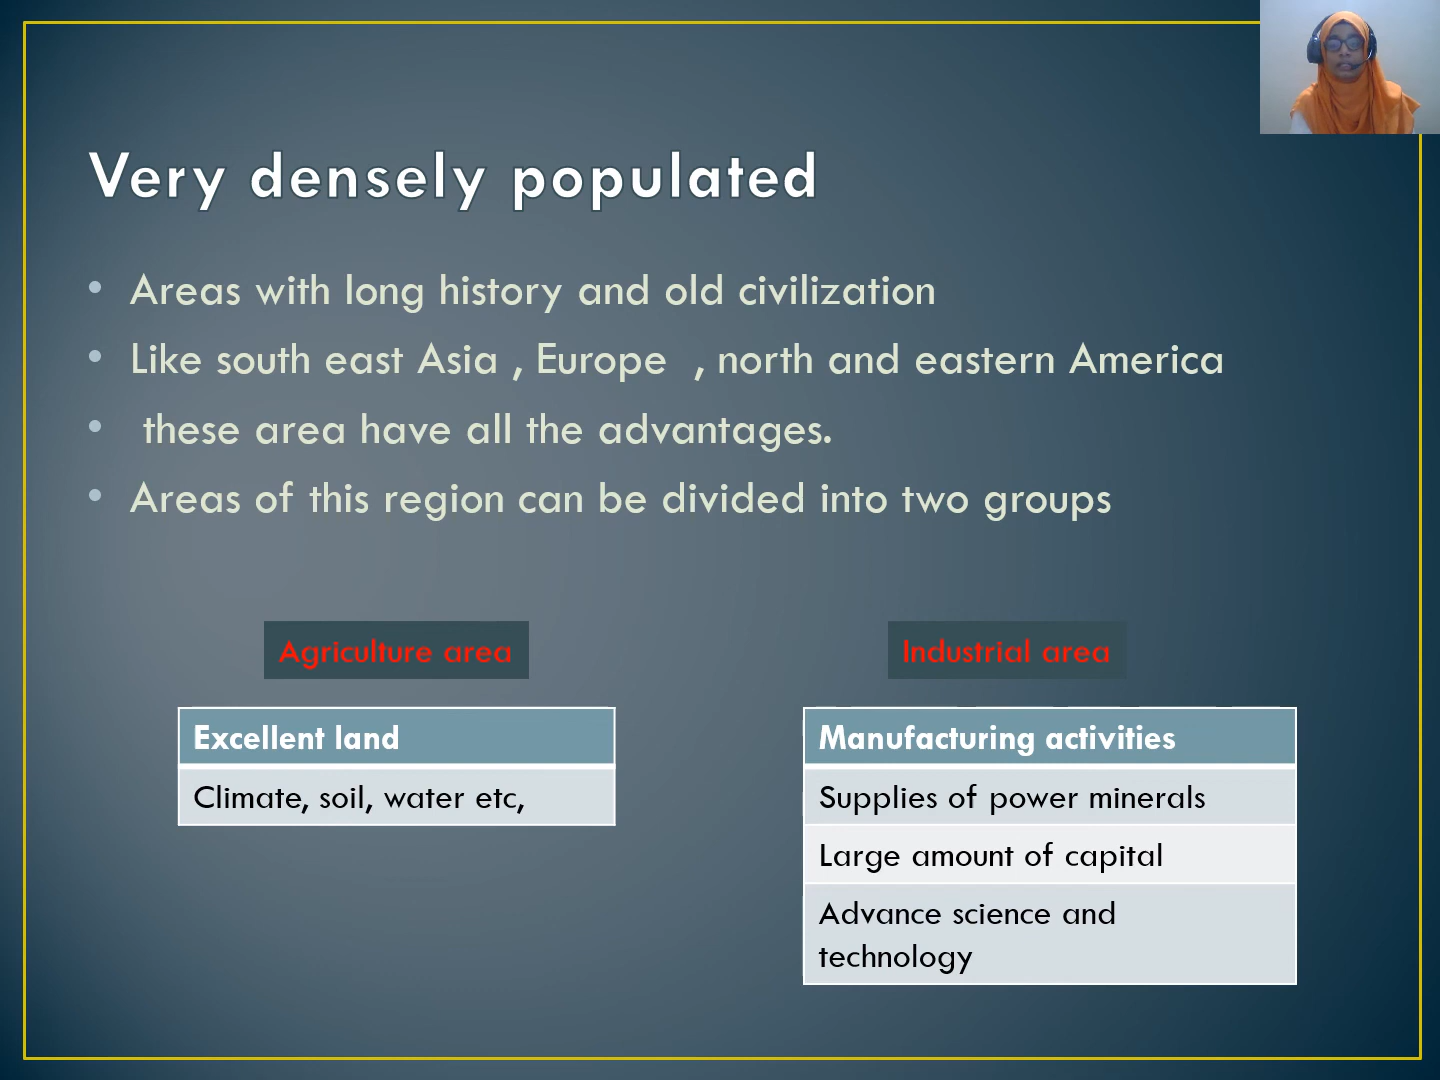 Very densely populated
• Areas with long history and old civilization
• Like south east Asia , Europe  , north and eastern America
•  these area have all the advantages.
• Areas of this region can be divided into two groups
Agriculture area
Excellent land
Climate, soil, water etc,
Industrial area
Manufacturing activities
Supplies of power minerals
Large amount of capital
Advance science and
technology